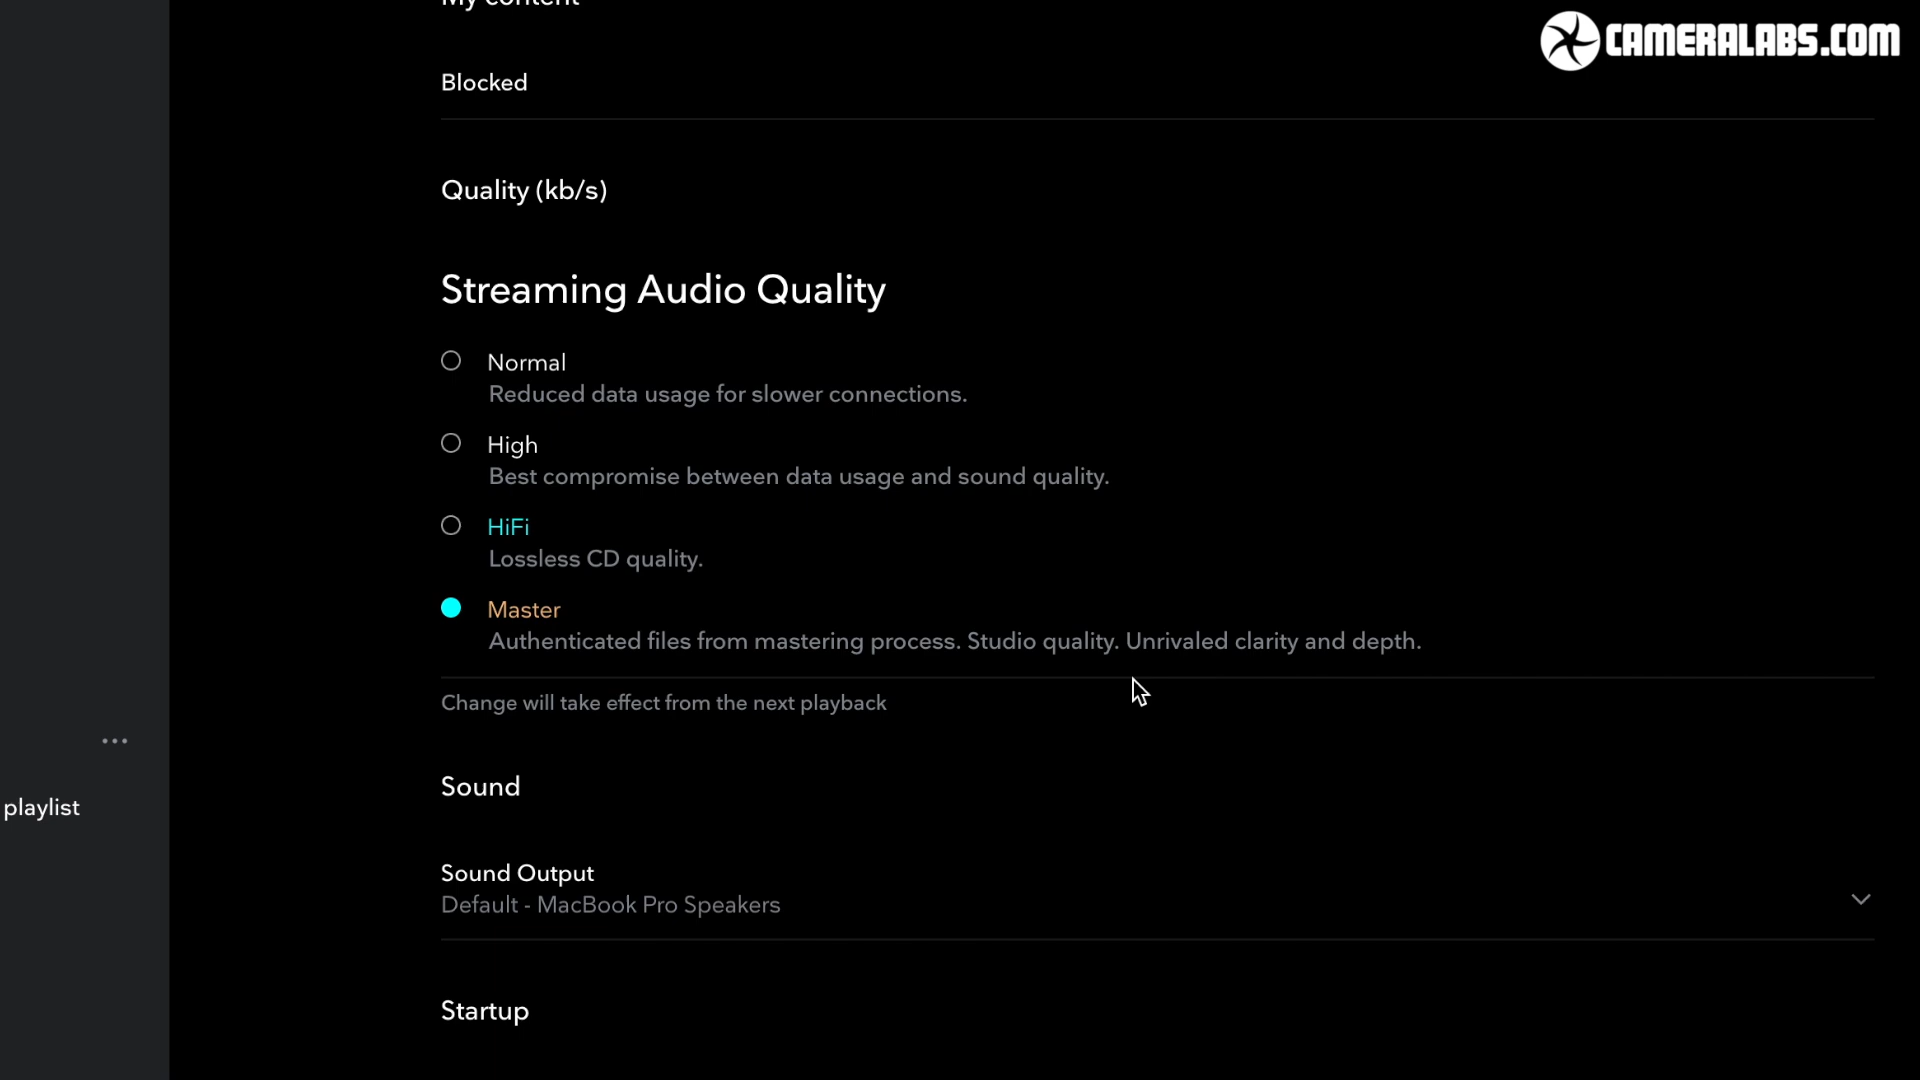 My content
CAMERALABS.COM
Blocked
Quality (kb/s)
Streaming Audio Quality
Normal
Reduced data usage for slower connections.
High
Best compromise between data usage and sound quality.
HiFi
Lossless CD quality.
Master
Authenticated files from mastering process. Studio quality. Unrivaled clarity and depth.
Change will take effect from the next playback
...
Sound
playlist
Sound Output
Default - MacBook Pro Speakers
Startup